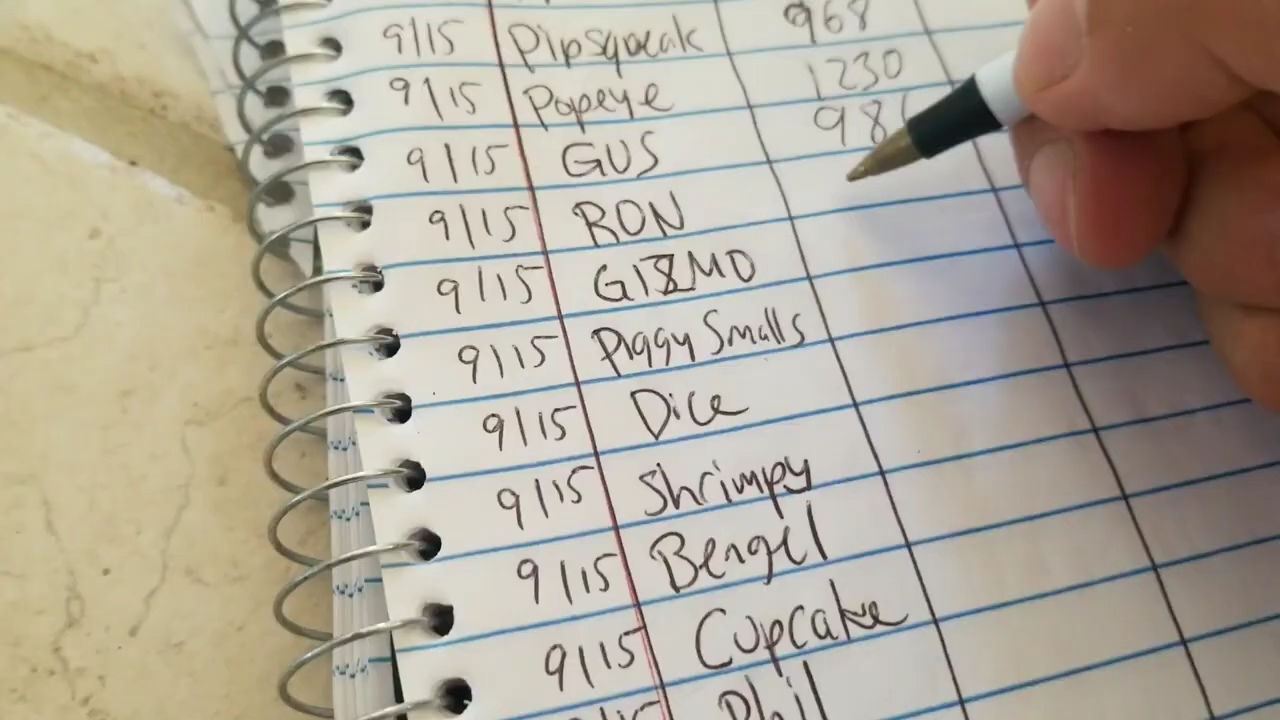 9/15 Pipsqueak 968
9/15 Popeye 1230
9/15 GUS 986
9/15 RON
9/15 GIZMO
9/15 Piggy Smalls
9/15 Dice
9/15 Shrimpy
9/15 Bengel
9/15 Cupcake
Phil